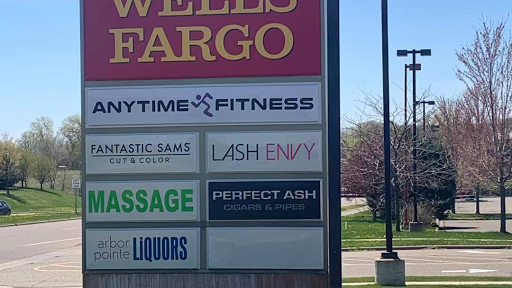 WELLS
FARGO
ANYTIME FITNESS
FANTASTIC SAMS
CUT & COLOR
LASH ENVY
MASSAGE
PERFECT ASH
CIGARS & PIPES
arbor
pointe LiQUORS